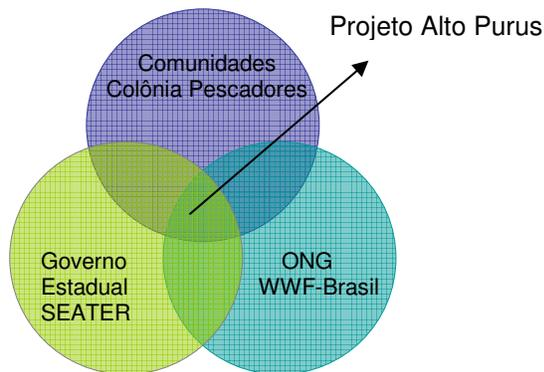 Projeto Alto Purus
Comunidades
Colônia Pescadores
Governo
Estadual
SEATER
ONG
WWF-Brasil